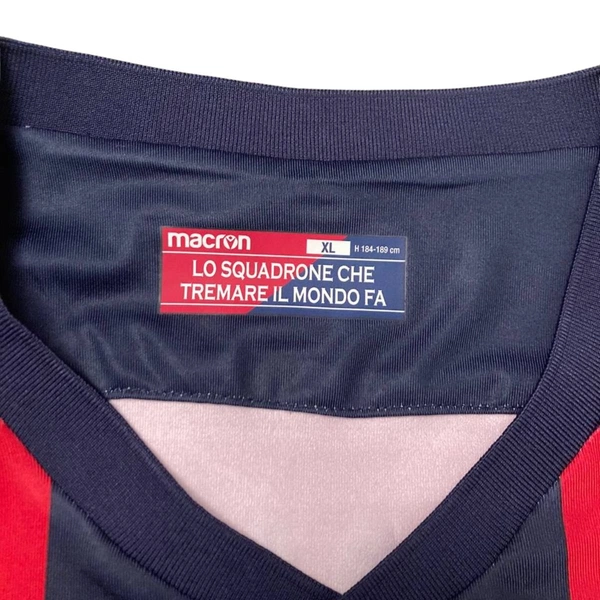 macron XL H 184-189 cm
LO SQUADRONE CHE
TREMARE IL MONDO FA